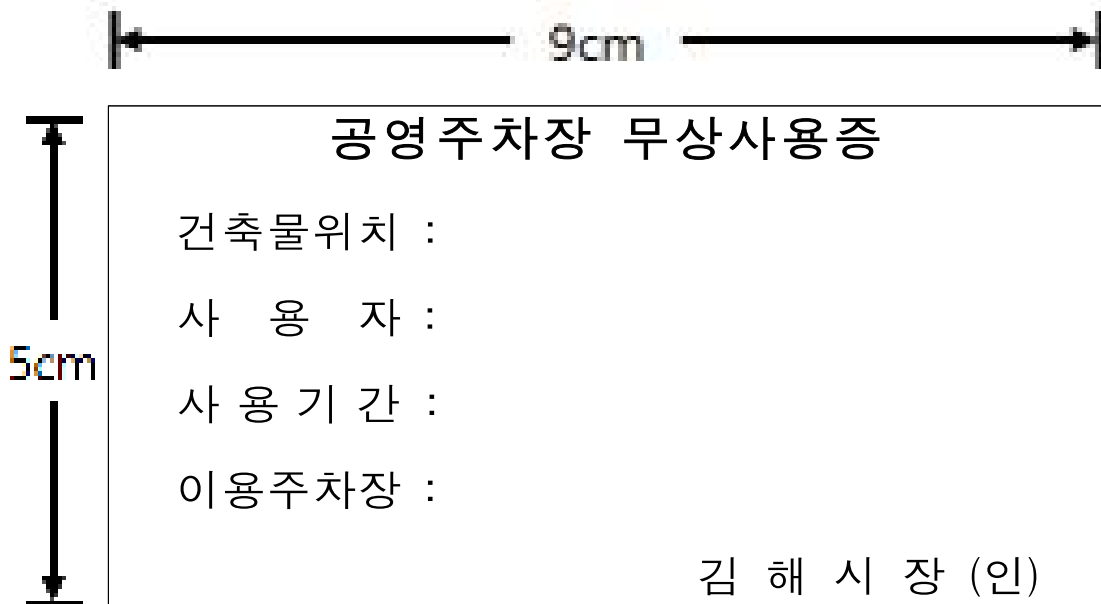 9cm
공영주차장 무상사용증
건축물위치 :
사 용 자 :
5cm
사 용 기 간 :
이용주차장 :
김 해 시 장 (인)